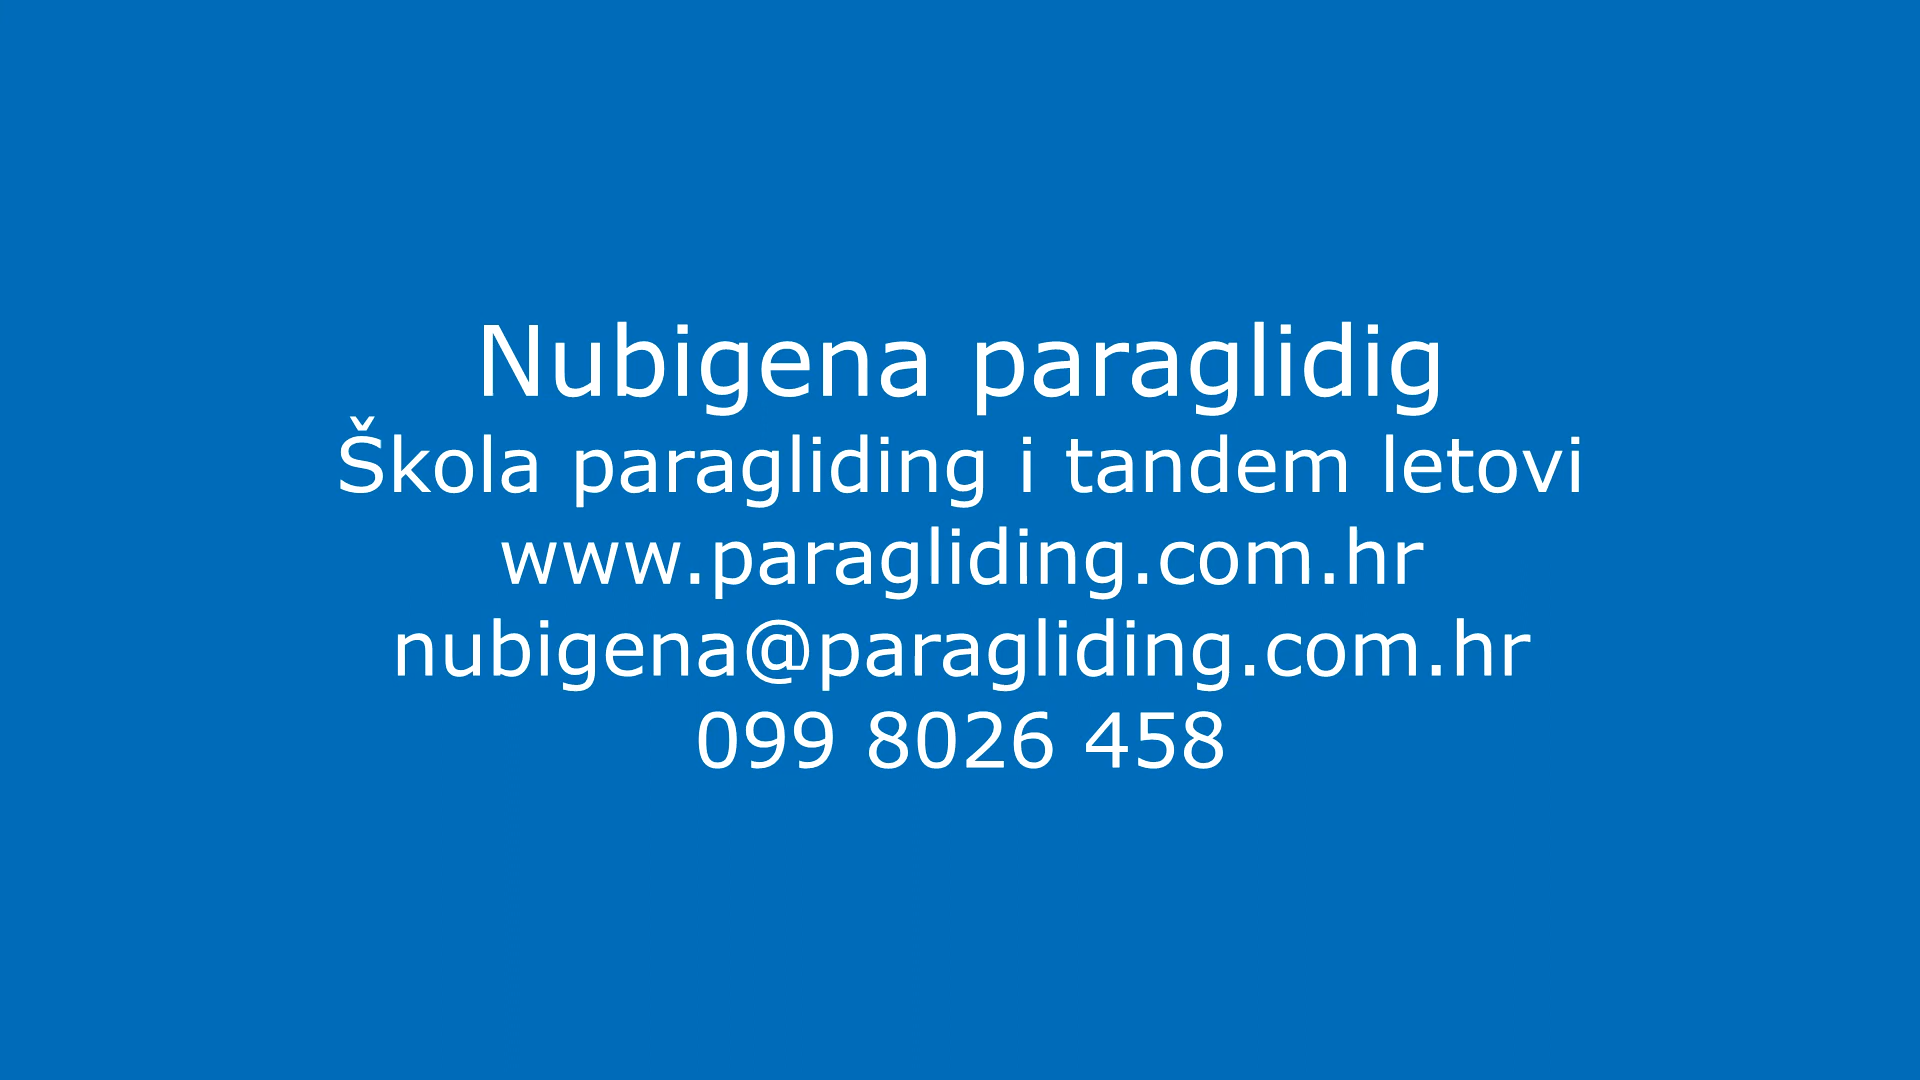 Nubigena paraglidig
Škola paragliding i tandem letovi
www.paragliding.com.hr
nubigena@paragliding.com.hr
099 8026 458